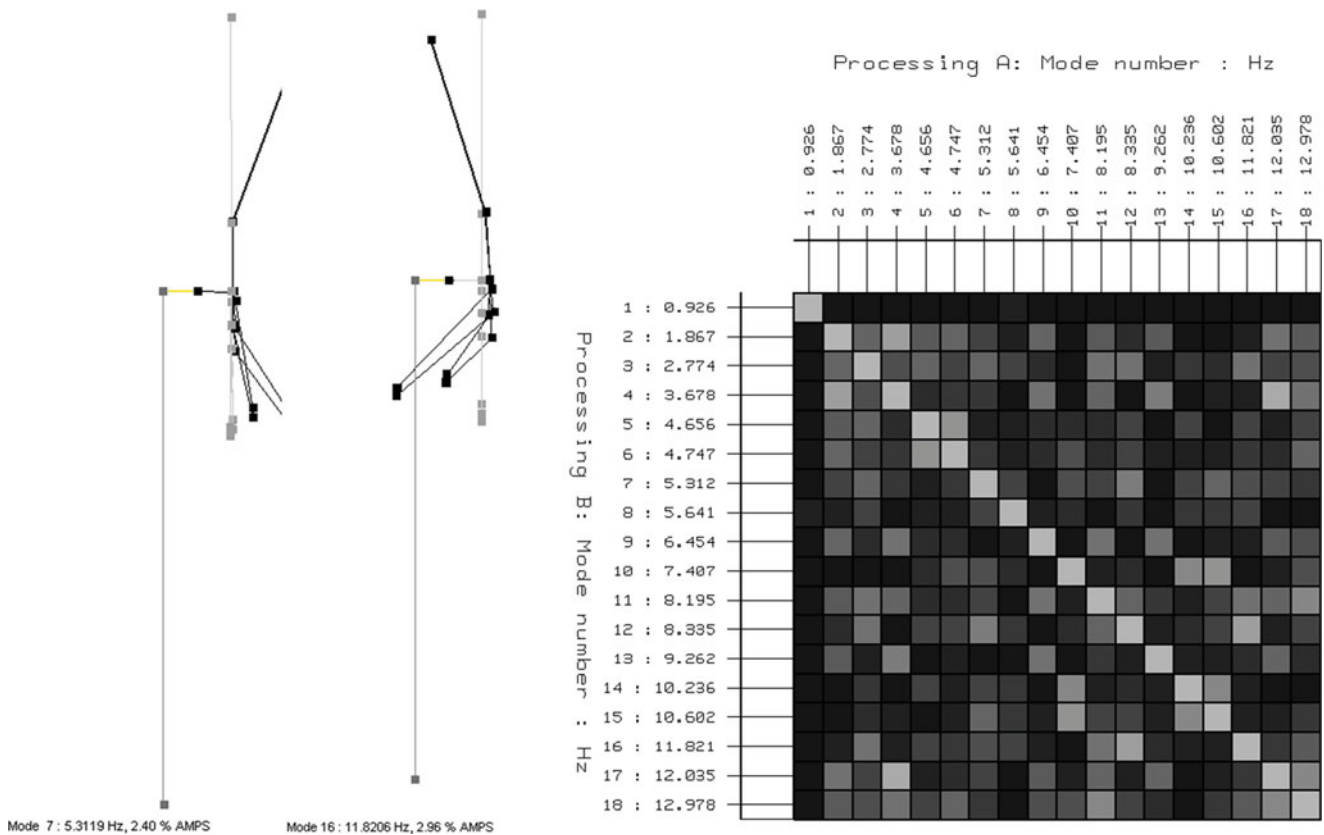 Processing A: Mode number : Hz
1 : 0.926
2 : 1.867
3 : 2.774
4 : 3.678
5 : 4.656
6 : 4.747
7 : 5.312
8 : 5.641
9 : 6.454
10 : 7.407
11 : 8.195
12 : 8.335
13 : 9.262
14 : 10.236
15 : 10.602
16 : 11.821
17 : 12.035
18 : 12.978
Processing B: Mode number : Hz
1 : 0.926
2 : 1.867
3 : 2.774
4 : 3.678
5 : 4.656
6 : 4.747
7 : 5.312
8 : 5.641
9 : 6.454
10 : 7.407
11 : 8.195
12 : 8.335
13 : 9.262
14 : 10.236
15 : 10.602
16 : 11.821
17 : 12.035
18 : 12.978
Mode 7 : 5.3119 Hz, 2.40 % AMPS
Mode 16 : 11.8206 Hz, 2.96 % AMPS